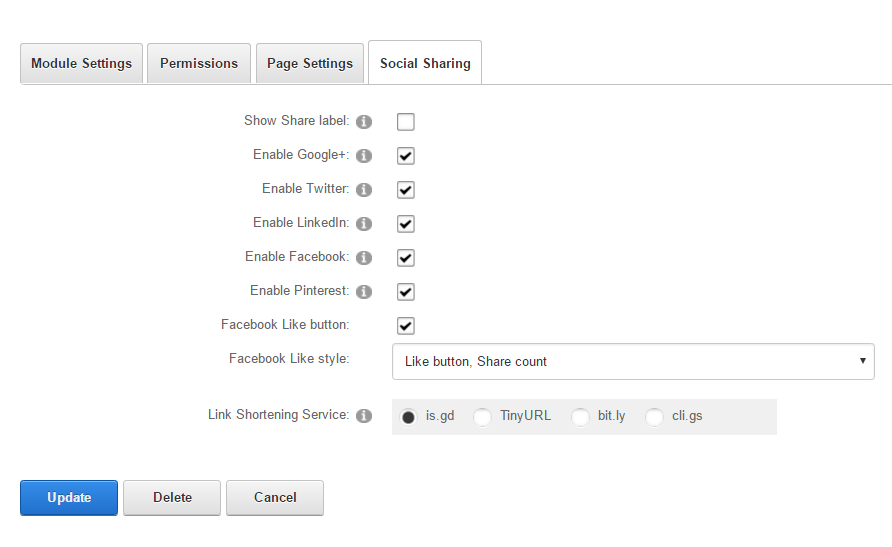 Module Settings Permissions Page Settings Social Sharing
Show Share label:
Enable Google+:
Enable Twitter:
Enable LinkedIn:
Enable Facebook:
Enable Pinterest:
Facebook Like button:
Facebook Like style: Like button, Share count
Link Shortening Service: is.gd TinyURL bit.ly cli.gs
Update Delete Cancel